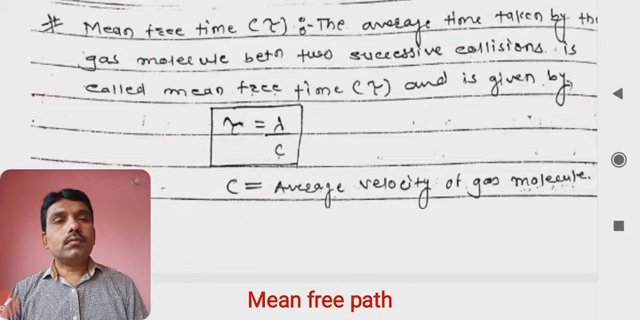 * Mean free time (τ) :- The average time taken by th
gas molecule betn two successive collisions is
called mean free time (τ) and is given by,
τ = λ / c
C = Average velocity of gas molecule.
Mean free path